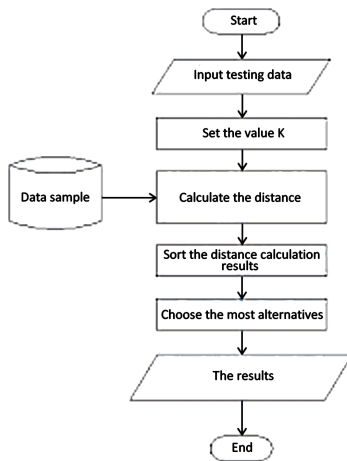 Start
Input testing data
Set the value K
Data sample
Calculate the distance
Sort the distance calculation
results
Choose the most alternatives
The results
End